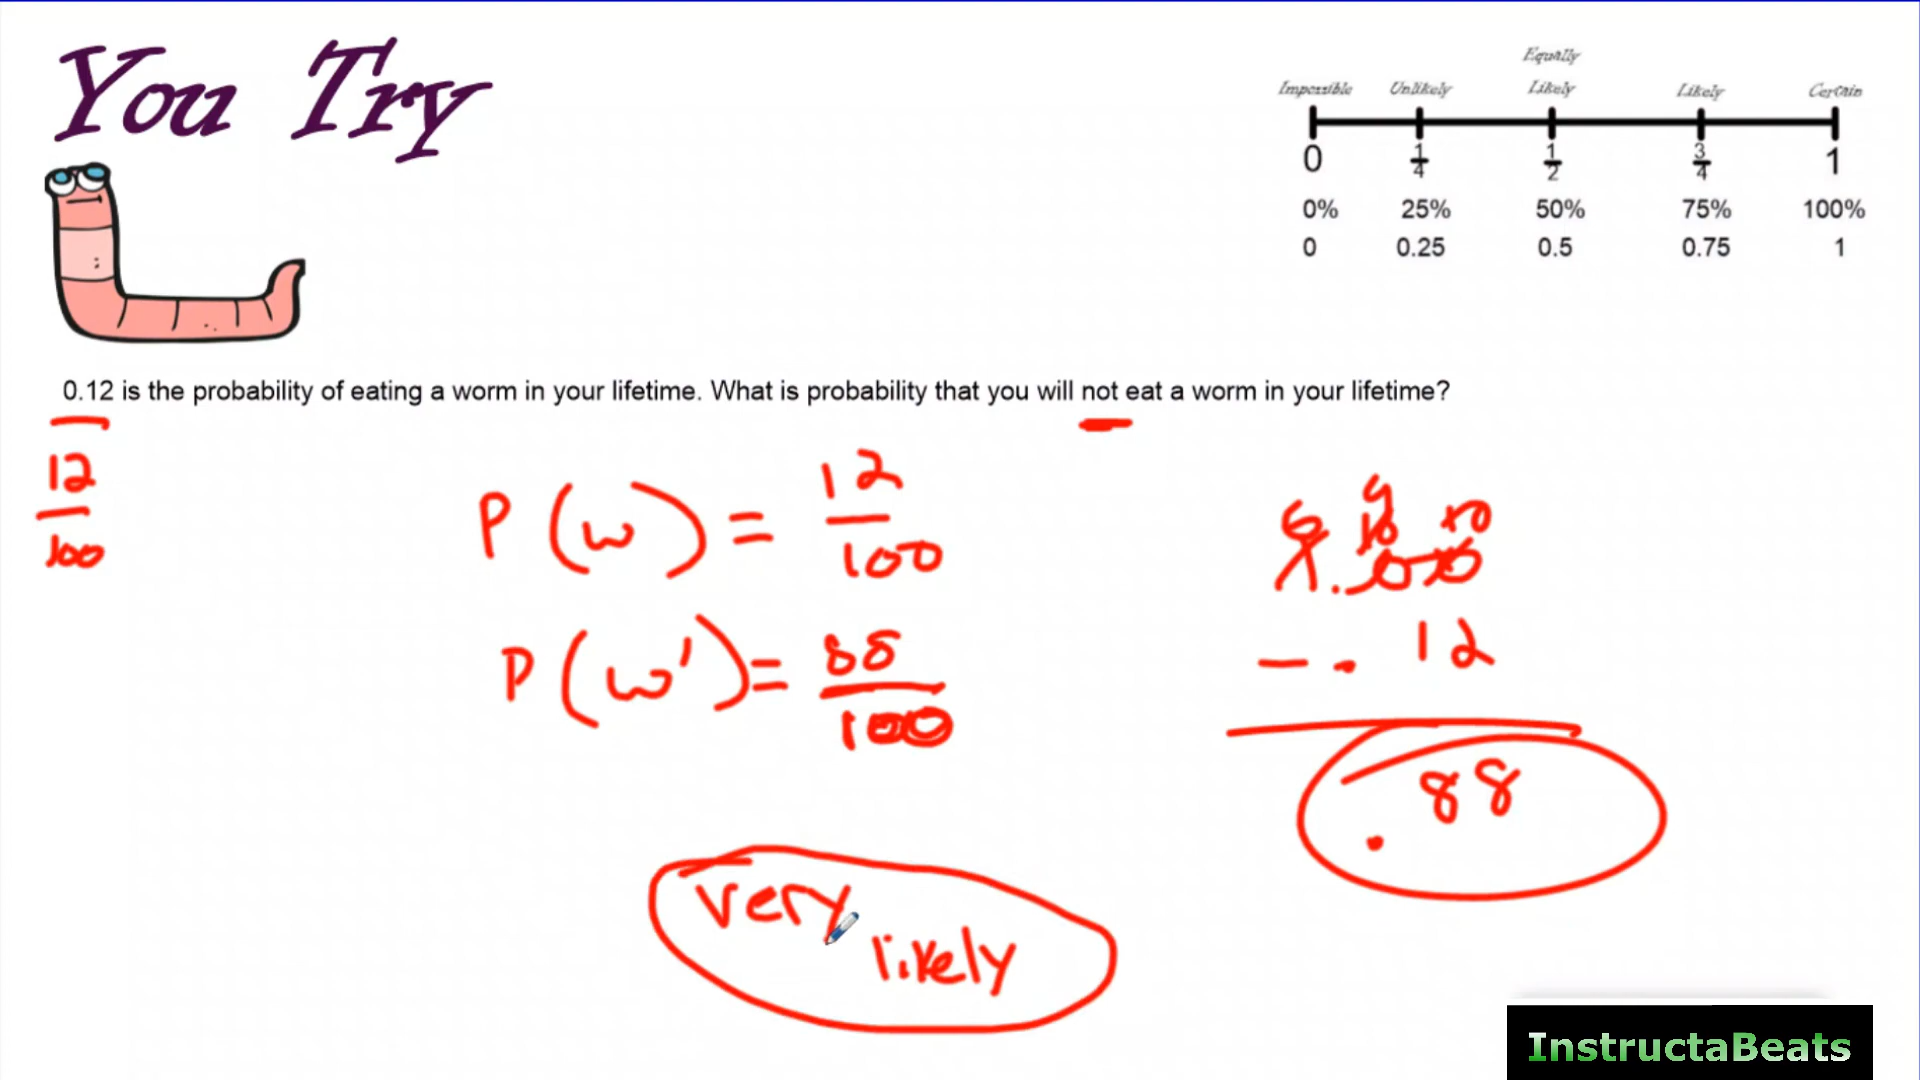 You Try
Equally
Impossible Unlikely Likely Likely Certain
0 1/4 1/2 3/4 1
0% 25% 50% 75% 100%
0 0.25 0.5 0.75 1
0.12 is the probability of eating a worm in your lifetime. What is probability that you will not eat a worm in your lifetime?
12/100
P(w) = 12/100
P(w') = 88/100
1.00
- .12
.88
very
likely
InstructaBeats